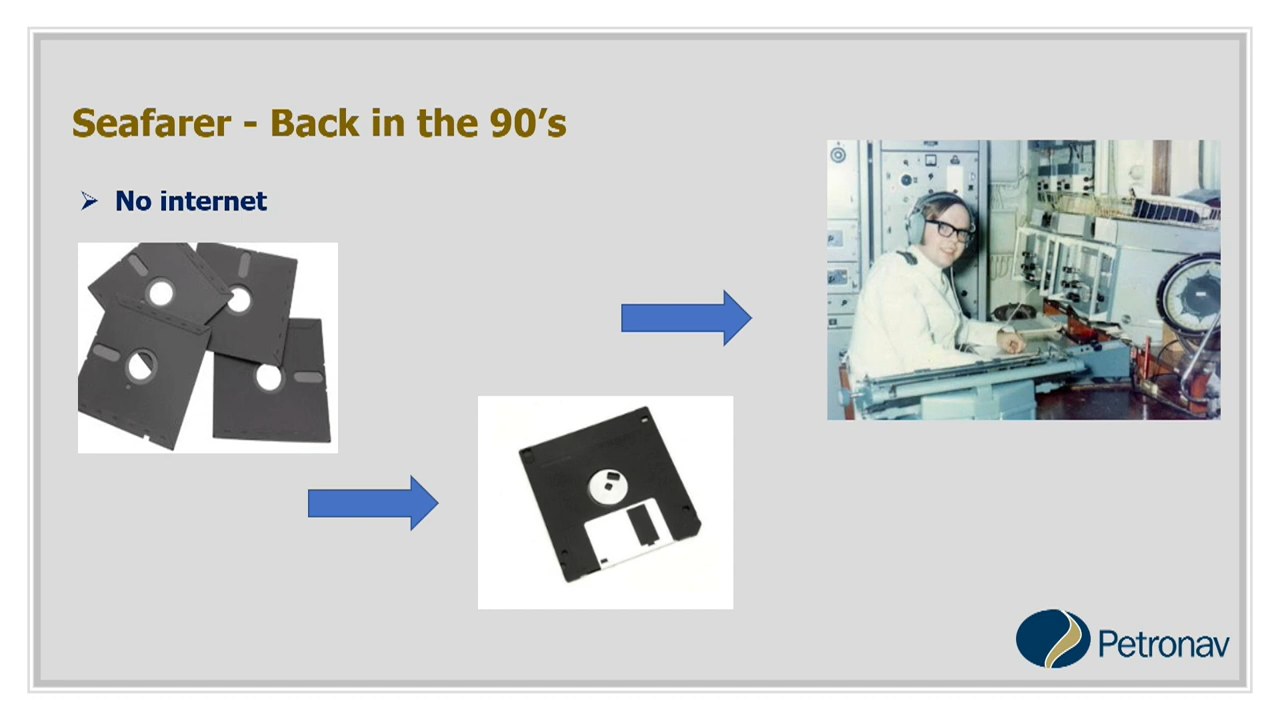 Seafarer - Back in the 90’s
No internet
Petronav